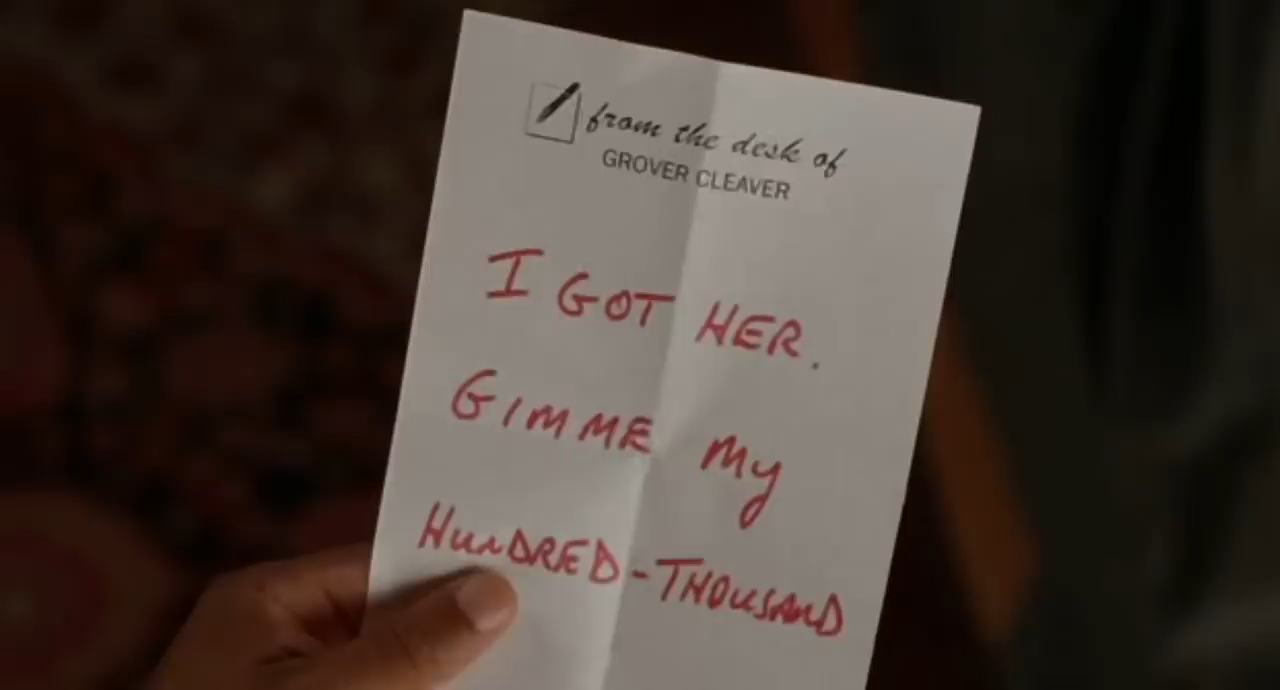 from the desk of
GROVER CLEAVER
I GOT HER.
GIMME My
HUNDRED-THOUSAND